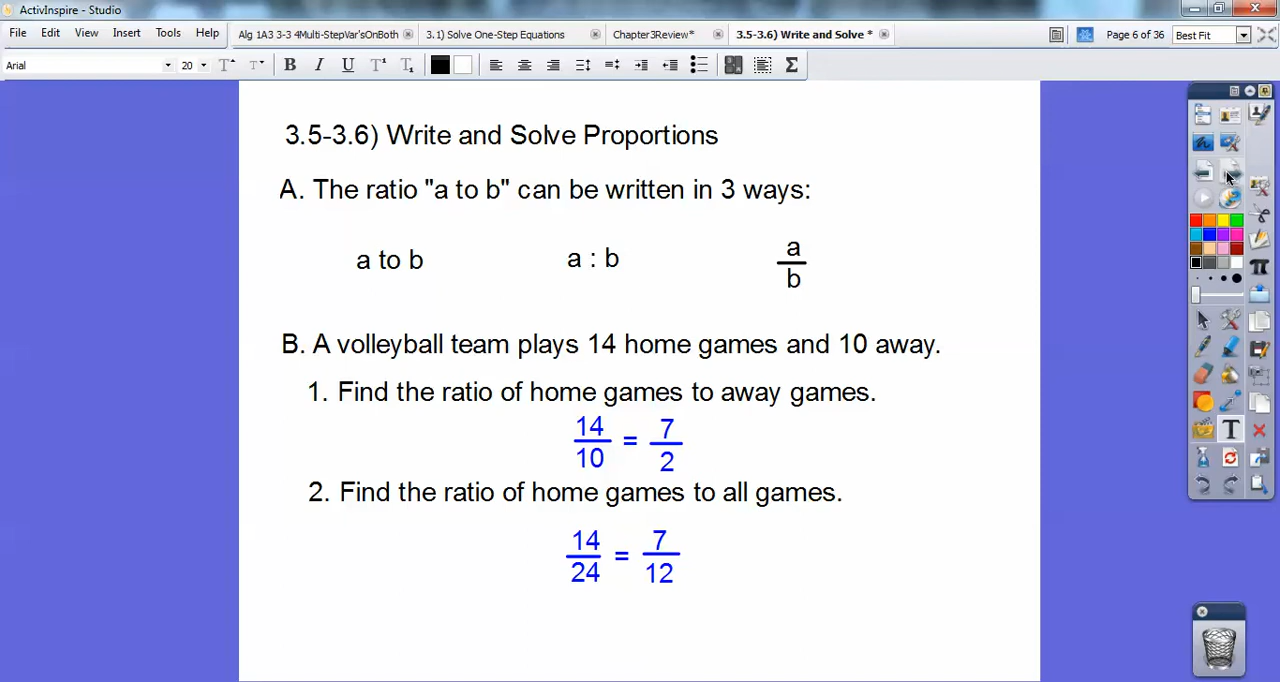 ActivInspire - Studio
File Edit View Insert Tools Help
Alg 1A3 3-3 4Multi-StepVar'sOnBoth
3.1) Solve One-Step Equations
Chapter3Review*
3.5-3.6) Write and Solve *
Page 6 of 36
Best Fit
Arial
20
3.5-3.6) Write and Solve Proportions
A. The ratio "a to b" can be written in 3 ways:
a to b
a : b
a
b
B. A volleyball team plays 14 home games and 10 away.
1. Find the ratio of home games to away games.
14
10
=
7
2
2. Find the ratio of home games to all games.
14
24
=
7
12